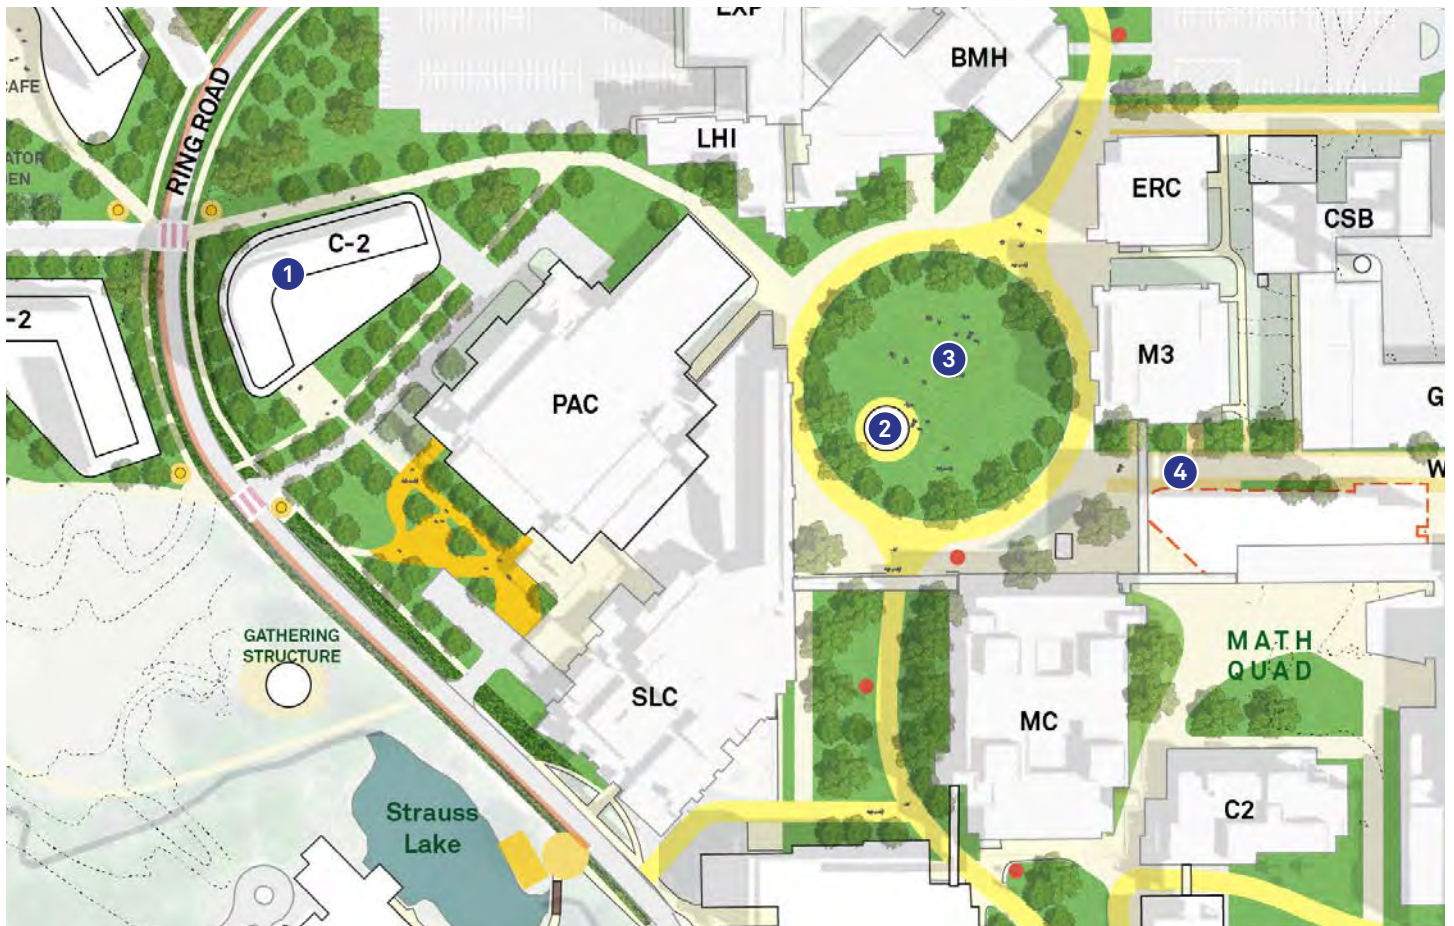 EXP
BMH
CAFE
RING ROAD
LHI
ERC
CSB
C-2
1
-2
3
M3
PAC
2
G
4
W
GATHERING
STRUCTURE
MATH
QUAD
SLC
MC
Strauss
Lake
C2